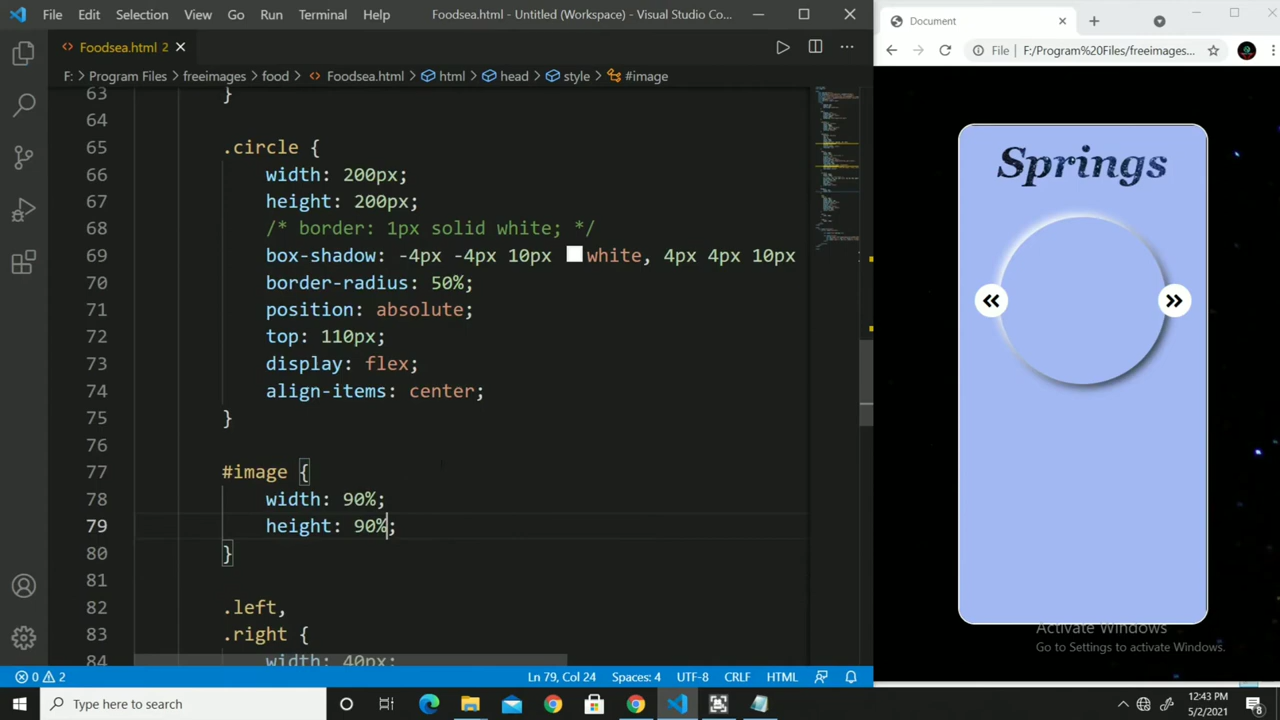 File Edit Selection View Go Run Terminal Help Foodsea.html - Untitled (Workspace) - Visual Studio Co...
Foodsea.html 2
F: > Program Files > freeimages > food > Foodsea.html > html > head > style > #image
63 }
64
65 .circle {
66 width: 200px;
67 height: 200px;
68 /* border: 1px solid white; */
69 box-shadow: -4px -4px 10px white, 4px 4px 10px
70 border-radius: 50%;
71 position: absolute;
72 top: 110px;
73 display: flex;
74 align-items: center;
75 }
76
77 #image {
78 width: 90%;
79 height: 90%;
80 }
81
82 .left,
83 .right {
84 width: 40px;
0 2 Ln 79, Col 24 Spaces: 4 UTF-8 CRLF HTML
Document
File F:/Program%20Files/freeimages...
Springs
Activate Windows
Go to Settings to activate Windows.
Type here to search
12:43 PM
5/2/2021
8